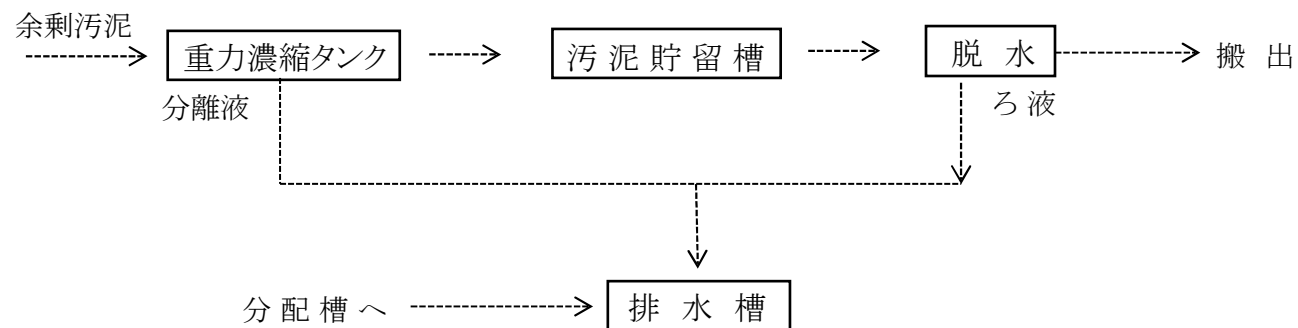 余剰汚泥
重力濃縮タンク
汚泥貯留槽
脱水
搬出
分離液
ろ液
分配槽へ
排水槽